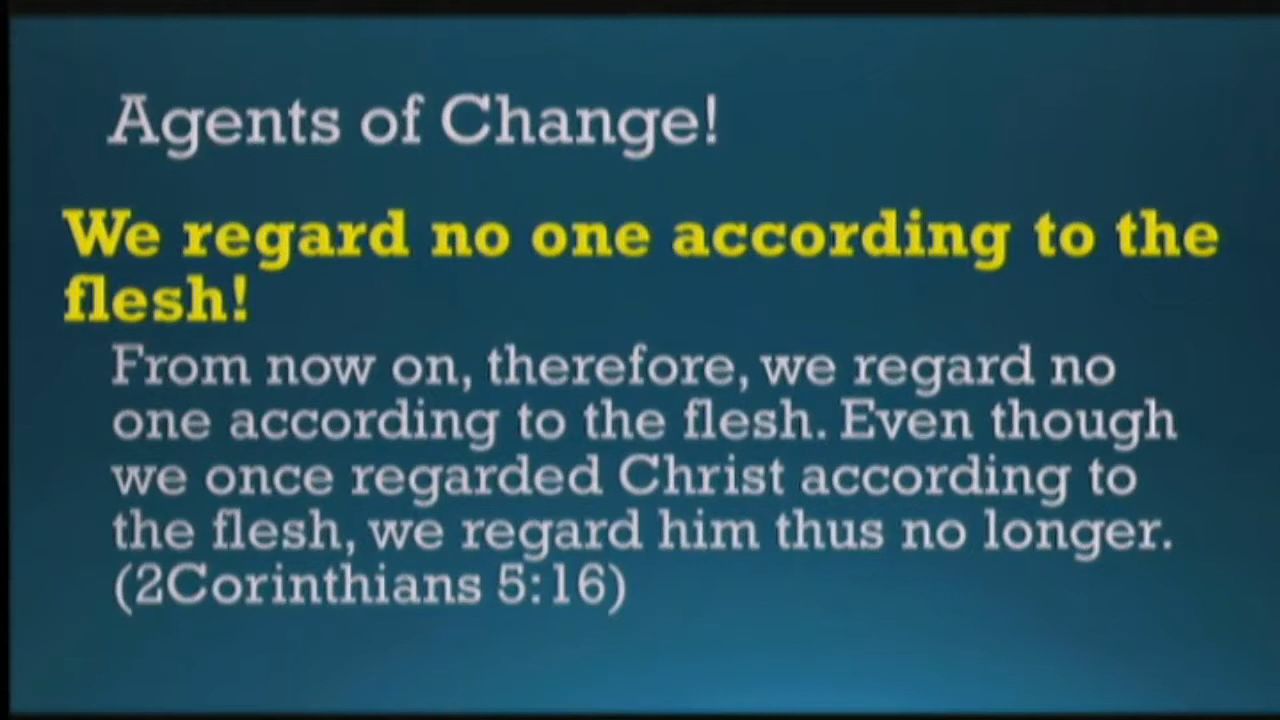 Agents of Change!
We regard no one according to the
flesh!
From now on, therefore, we regard no
one according to the flesh. Even though
we once regarded Christ according to
the flesh, we regard him thus no longer.
(2Corinthians 5:16)